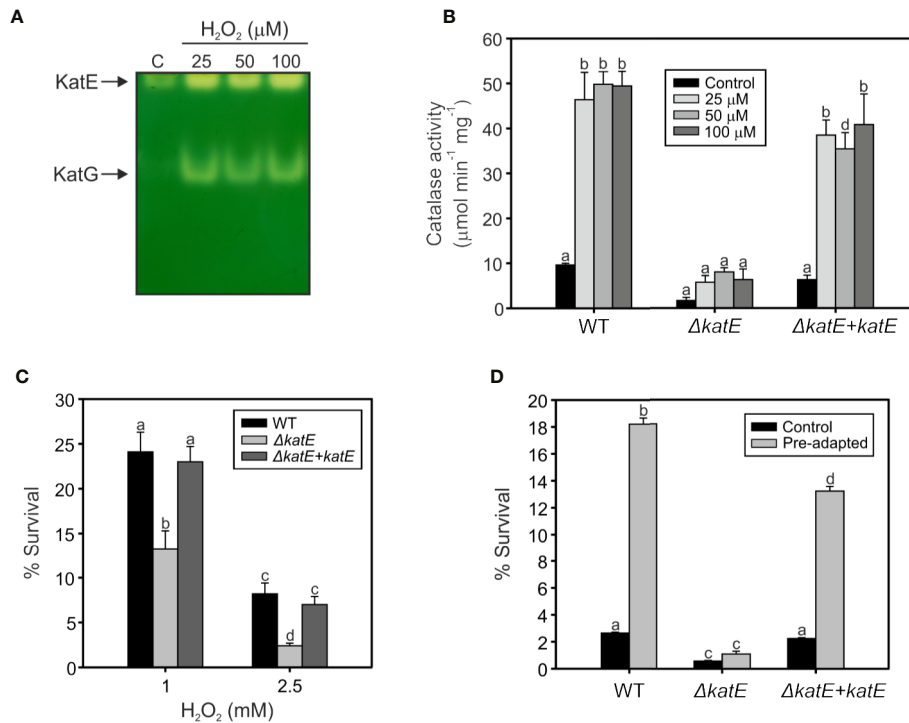 A
H₂O₂ (μM)
C 25 50 100
KatE
KatG
B
60
50
40
30
20
10
0
Catalase activity
(μmol min⁻¹ mg⁻¹)
Control
25 μM
50 μM
100 μM
a b b b
a a a a
a b d b
WT ΔkatE ΔkatE+katE
C
30
25
20
15
10
5
0
% Survival
WT
ΔkatE
ΔkatE+katE
a b a
c d c
1 2.5
H₂O₂ (mM)
D
20
18
16
14
12
10
8
6
4
2
0
% Survival
Control
Pre-adapted
a b
c c
a d
WT ΔkatE ΔkatE+katE